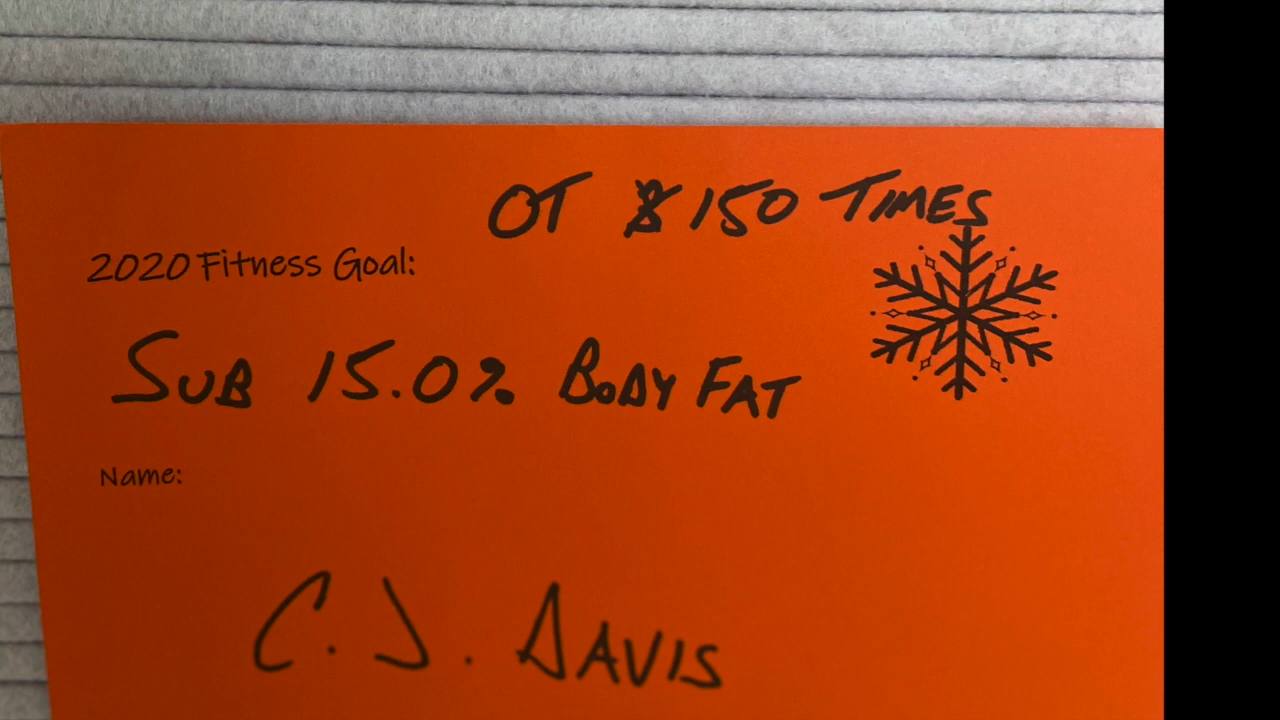 OT 150 TIMES
2020 Fitness Goal:
SUB 15.0% BODY FAT
Name:
C.J. DAVIS